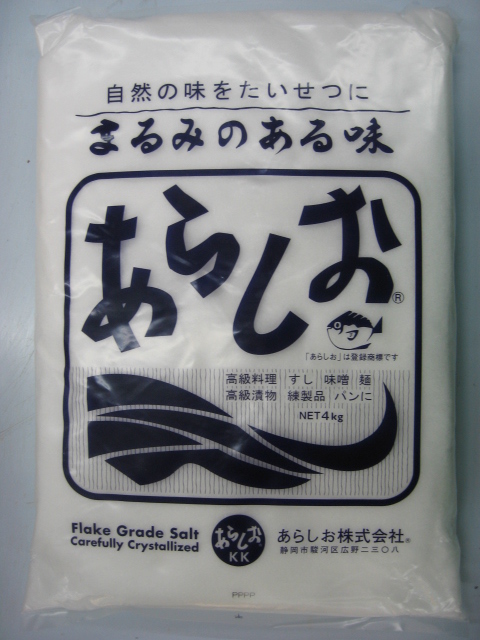 自然の味をたいせつに
まるみのある味
あらしお®
「あらしお」は登録商標です
高級料理 すし 味噌 麺
高級漬物 練製品 パンに
NET4kg
Flake Grade Salt
Carefully Crystallized
あらしお
KK
あらしお株式会社®
静岡市駿河区広野二三〇八
PPPP